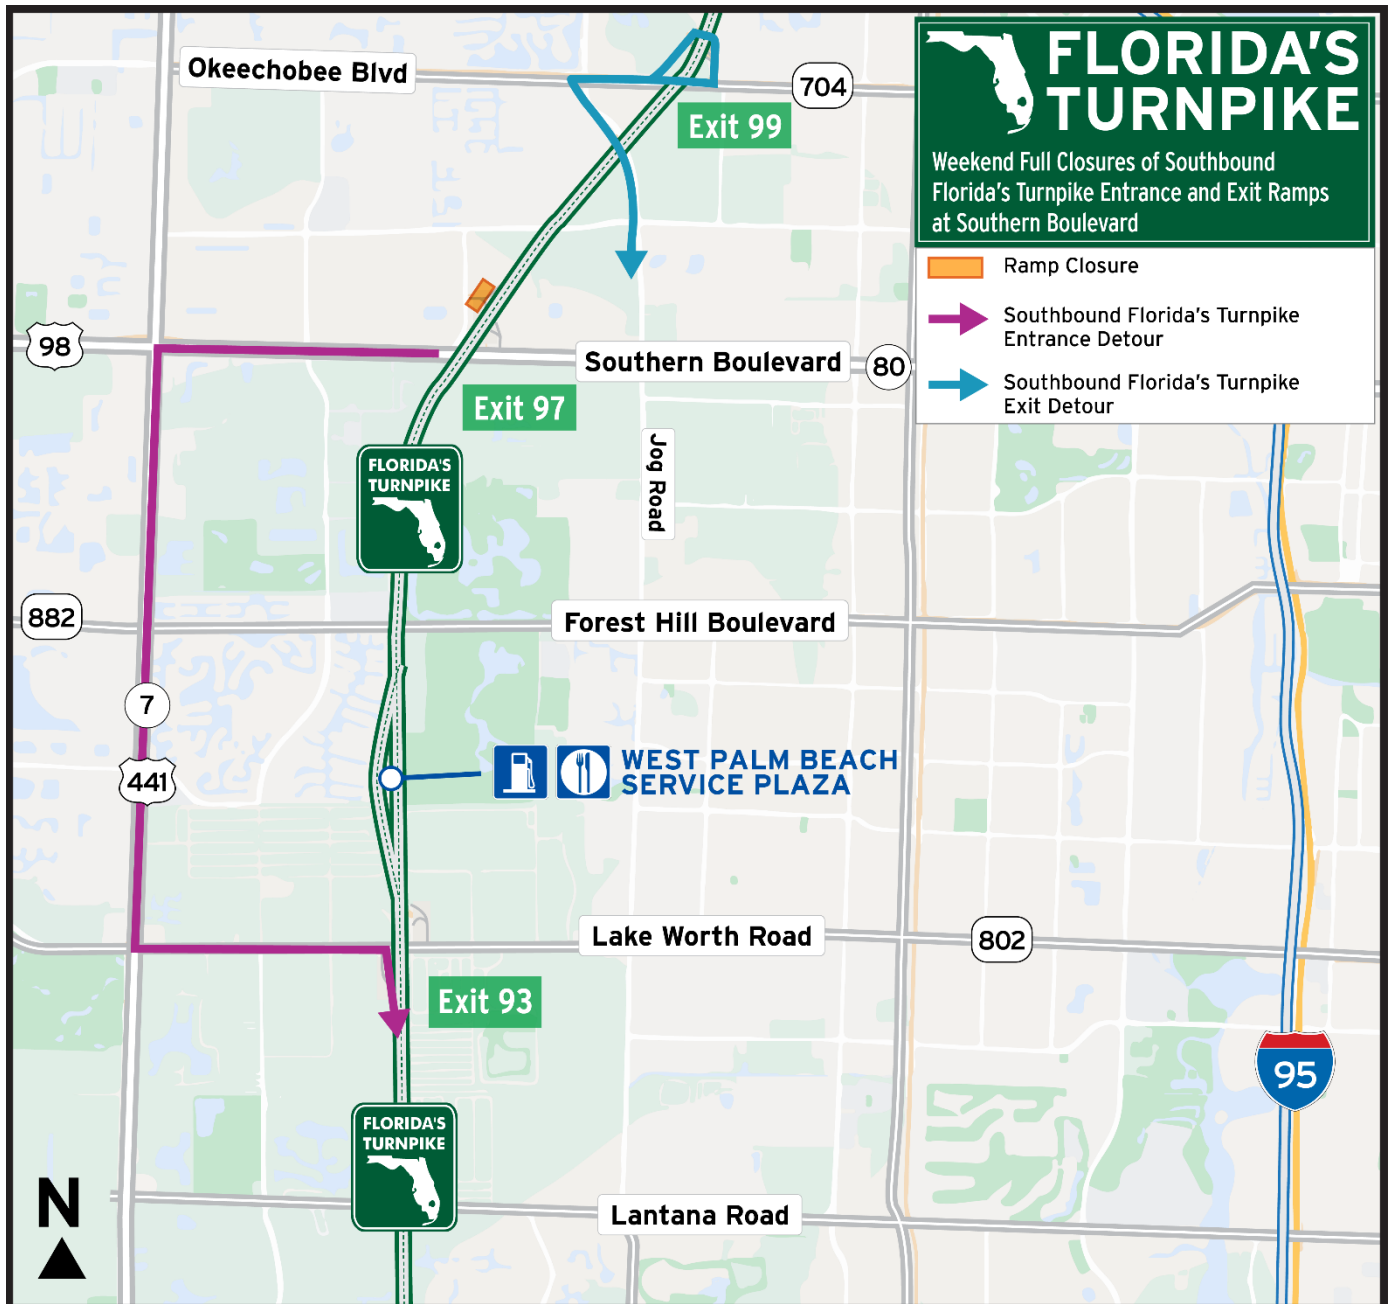 FLORIDA'S
TURNPIKE
Weekend Full Closures of Southbound
Florida's Turnpike Entrance and Exit Ramps
at Southern Boulevard
Ramp Closure
Southbound Florida's Turnpike
Entrance Detour
Southbound Florida's Turnpike
Exit Detour
Okeechobee Blvd
704
Exit 99
98
Southern Boulevard
80
Exit 97
Jog Road
FLORIDA'S
TURNPIKE
882
Forest Hill Boulevard
7
441
WEST PALM BEACH
SERVICE PLAZA
Lake Worth Road
802
Exit 93
95
FLORIDA'S
TURNPIKE
N
Lantana Road